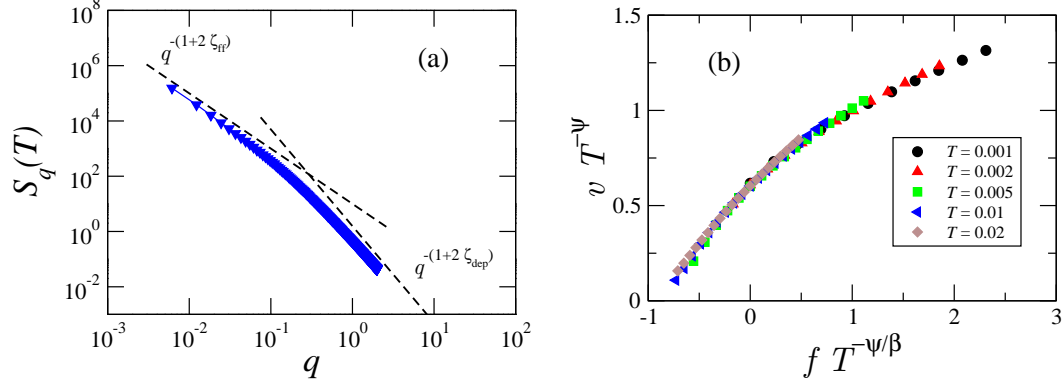 (a)
S_q(T)
10^6
10^4
10^2
10^0
10^-2
10^-3
10^-2
10^-1
10^0
10^1
10^2
q
q^-(1+2 ζ_ff)
q^-(1+2 ζ_dep)
(b)
v T^-ψ
1.5
1
0.5
0
-1
0
1
2
3
f T^-ψ/β
T = 0.001
T = 0.002
T = 0.005
T = 0.01
T = 0.02